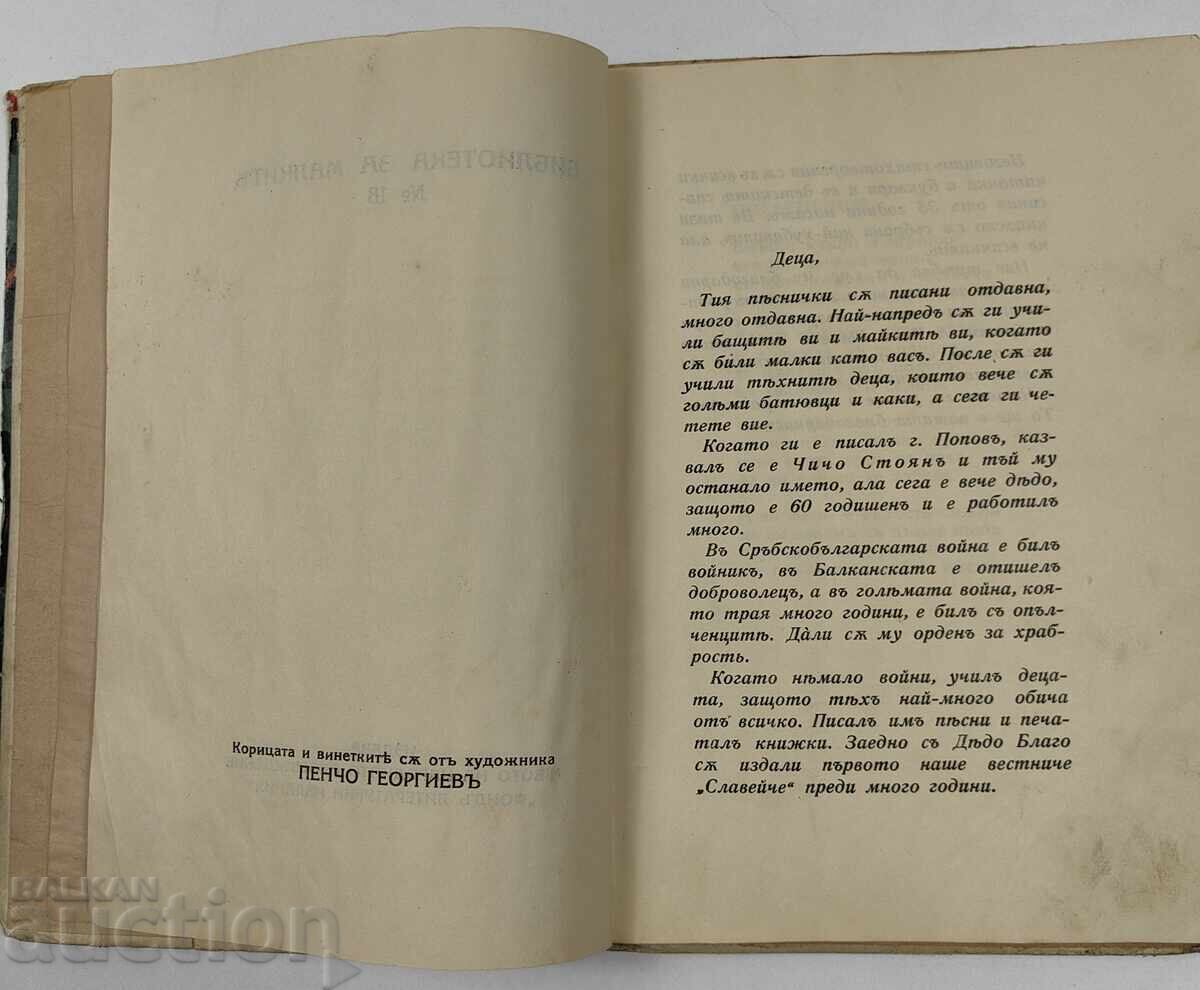 Корицата и винеткитѣ сѫ отъ художника
ПЕНЧО ГЕОРГИЕВЪ
Деца,
Тия пѣснички сѫ писани отдавна,
много отдавна. Най-напредъ сѫ ги учи-
ли бащитѣ ви и майкитѣ ви, когато
сѫ били малки като васъ. После сѫ ги
учили тѣхнитѣ деца, които вече сѫ
голѣми батювци и каки, а сега ги че-
тете вие.
Когато ги е писалъ г. Поповъ, каз-
валъ се е Чичо Стоянъ и тъй му
останало името, ала сега е вече дѣдо,
защото е 60 годишенъ и е работилъ
много.
Въ Сръбскобългарската война е билъ
войникъ, въ Балканската е отишелъ
доброволецъ, а въ голѣмата война, коя-
то трая много години, е билъ съ опъл-
ченцитѣ. Да̀ли сѫ му орденъ за храб-
рость.
Когато нѣмало войни, училъ деца-
та, защото тѣхъ най-много обича
отъ всичко. Писалъ имъ пѣсни и печа-
талъ книжки. Заедно съ Дѣдо Благо
сѫ издали първото наше вестниче
„Славейче“ преди много години.
BALKAN
auction